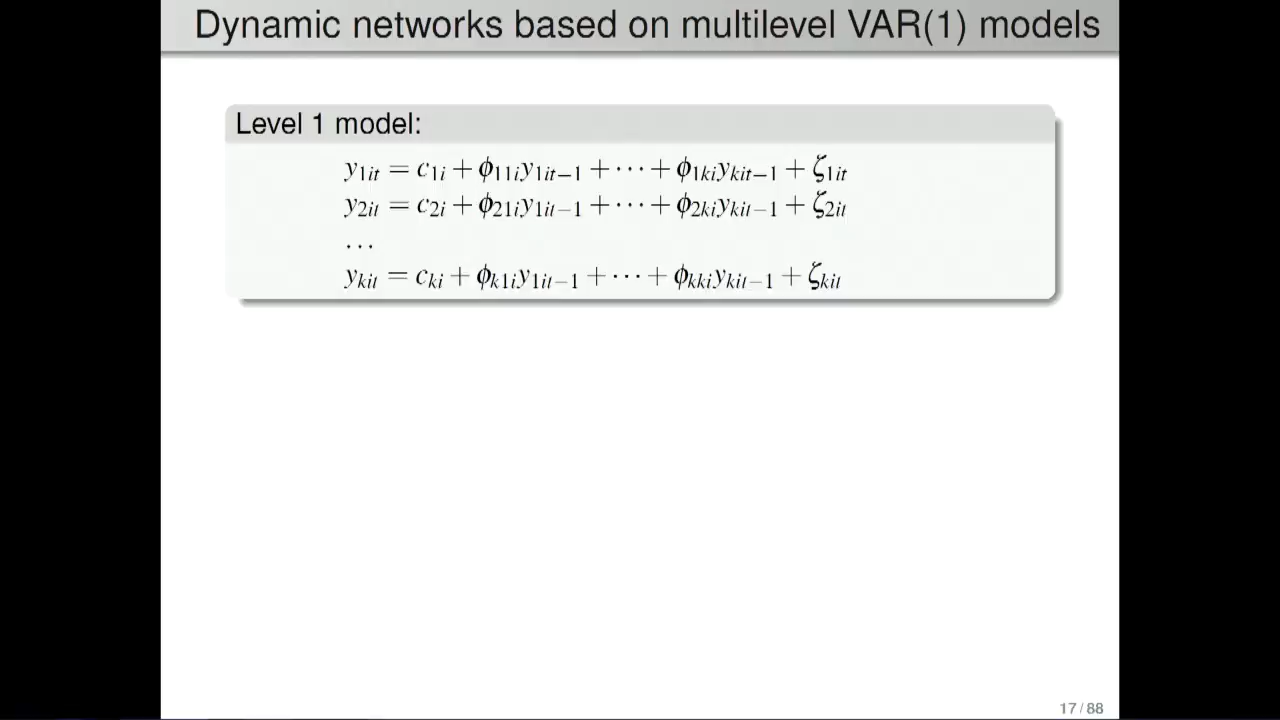 Dynamic networks based on multilevel VAR(1) models
Level 1 model:
y₁ᵢₜ = c₁ᵢ + ϕ₁₁ᵢy₁ᵢₜ₋₁ + ⋯ + ϕ₁ₖᵢyₖᵢₜ₋₁ + ζ₁ᵢₜ
y₂ᵢₜ = c₂ᵢ + ϕ₂₁ᵢy₁ᵢₜ₋₁ + ⋯ + ϕ₂ₖᵢyₖᵢₜ₋₁ + ζ₂ᵢₜ
⋯
yₖᵢₜ = cₖᵢ + ϕₖ₁ᵢy₁ᵢₜ₋₁ + ⋯ + ϕₖₖᵢyₖᵢₜ₋₁ + ζₖᵢₜ
17 / 88